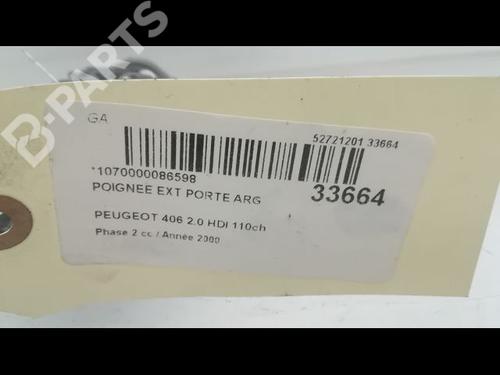 B-PARTS
GA
52721201 33664
*1070000086598
33664
POIGNEE EXT PORTE ARG
PEUGEOT 406 2.0 HDI 110ch
Phase 2 cc / Année 2000